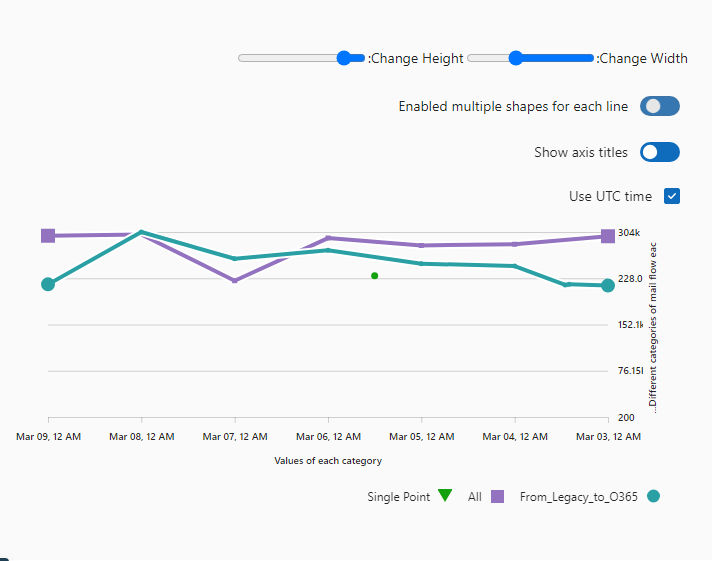 :Change Height
:Change Width
Enabled multiple shapes for each line
Show axis titles
Use UTC time
304k
228.0
152.1k
76.15l
200
...Different categories of mail flow eac
Mar 09, 12 AM
Mar 08, 12 AM
Mar 07, 12 AM
Mar 06, 12 AM
Mar 05, 12 AM
Mar 04, 12 AM
Mar 03, 12 AM
Values of each category
Single Point
All
From_Legacy_to_O365